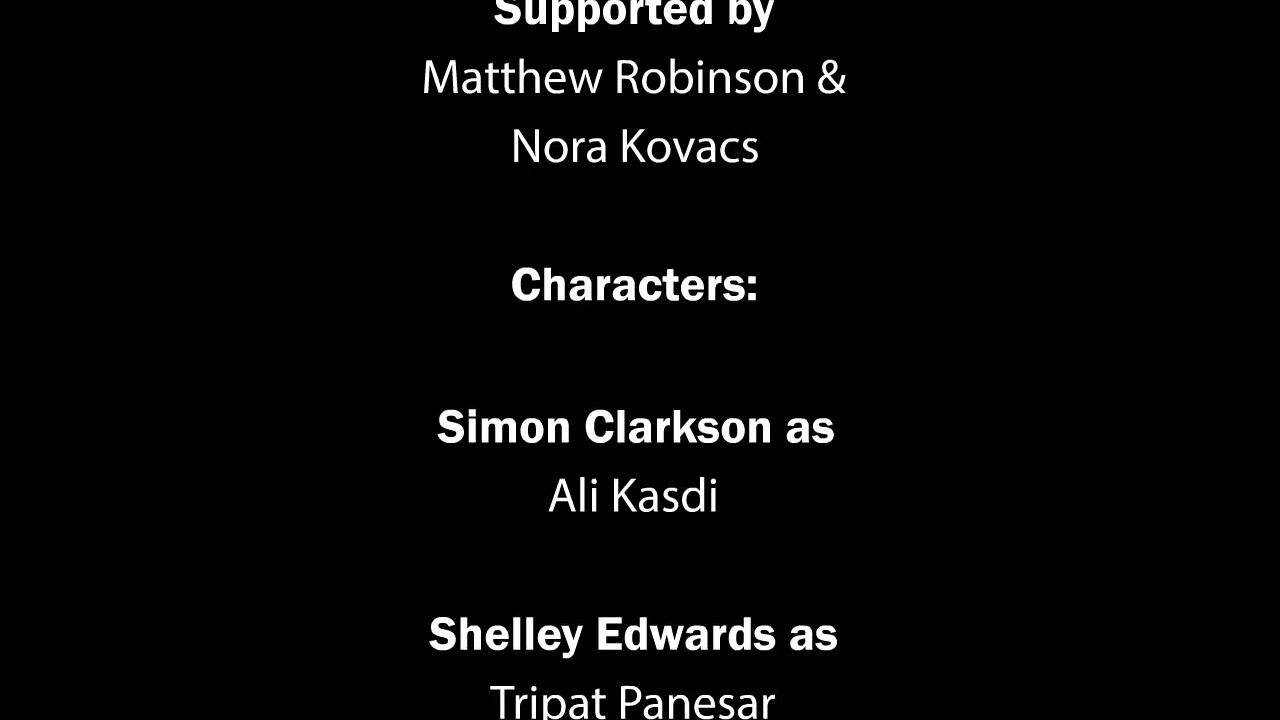 Supported by
Matthew Robinson &
Nora Kovacs
Characters:
Simon Clarkson as
Ali Kasdi
Shelley Edwards as
Tripat Panesar